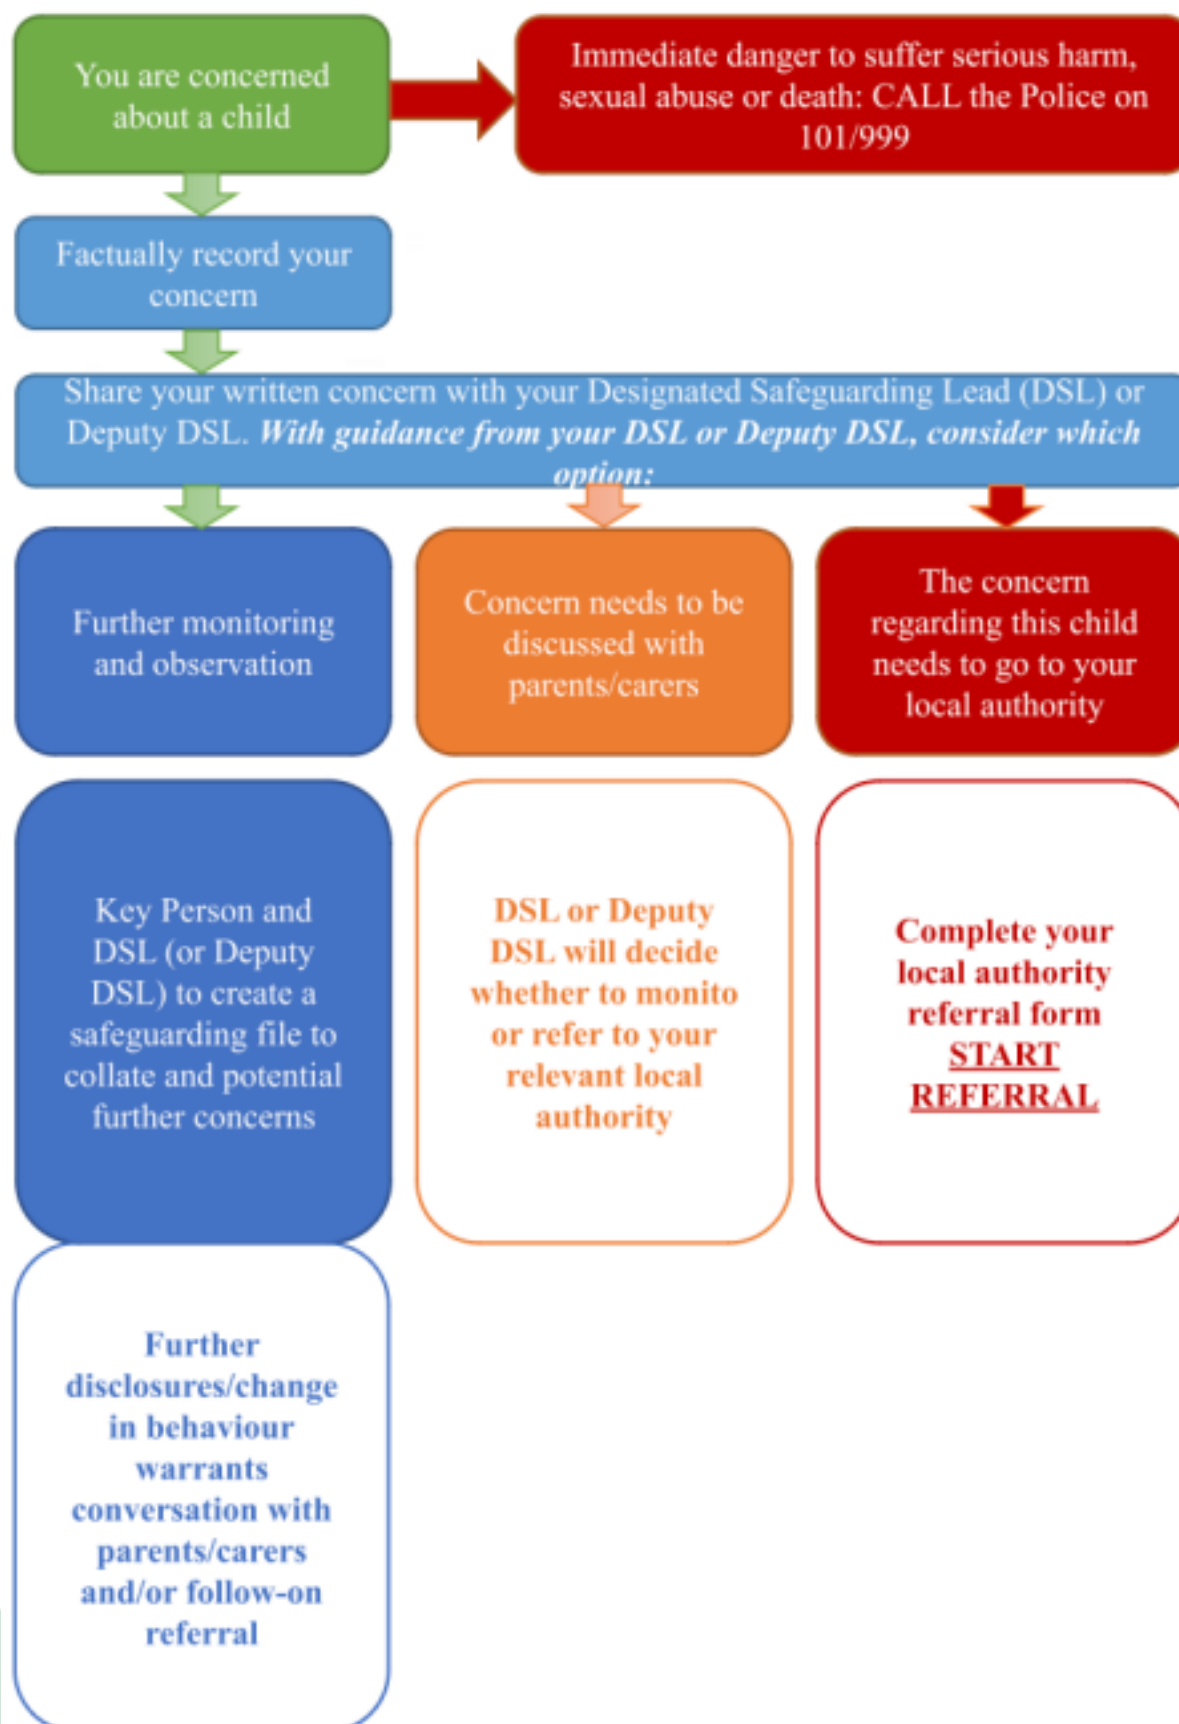 You are concerned
about a child
Immediate danger to suffer serious harm,
sexual abuse or death: CALL the Police on
101/999
Factually record your
concern
Share your written concern with your Designated Safeguarding Lead (DSL) or
Deputy DSL. With guidance from your DSL or Deputy DSL, consider which
option:
Further monitoring
and observation
Concern needs to be
discussed with
parents/carers
The concern
regarding this child
needs to go to your
local authority
Key Person and
DSL (or Deputy
DSL) to create a
safeguarding file to
collate and potential
further concerns
DSL or Deputy
DSL will decide
whether to monito
or refer to your
relevant local
authority
Complete your
local authority
referral form
START
REFERRAL
Further
disclosures/change
in behaviour
warrants
conversation with
parents/carers
and/or follow-on
referral